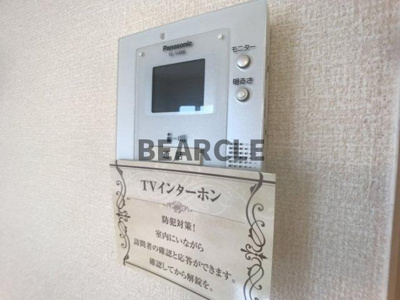 Panasonic
モニター
明るさ
BEARCLE
TVインターホン
防犯対策!
室内にいながら
訪問者の確認と応答ができます。
確認してから解錠を。